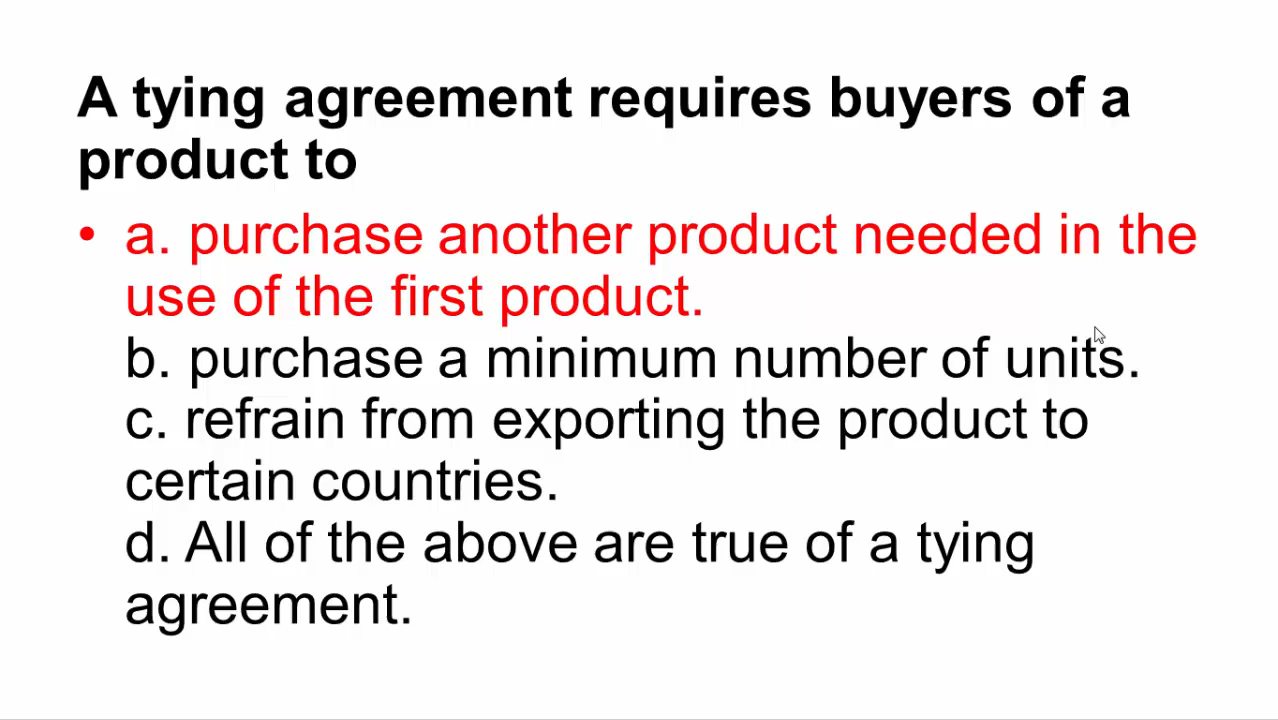 A tying agreement requires buyers of a
product to
• a. purchase another product needed in the
use of the first product.
b. purchase a minimum number of units.
c. refrain from exporting the product to
certain countries.
d. All of the above are true of a tying
agreement.